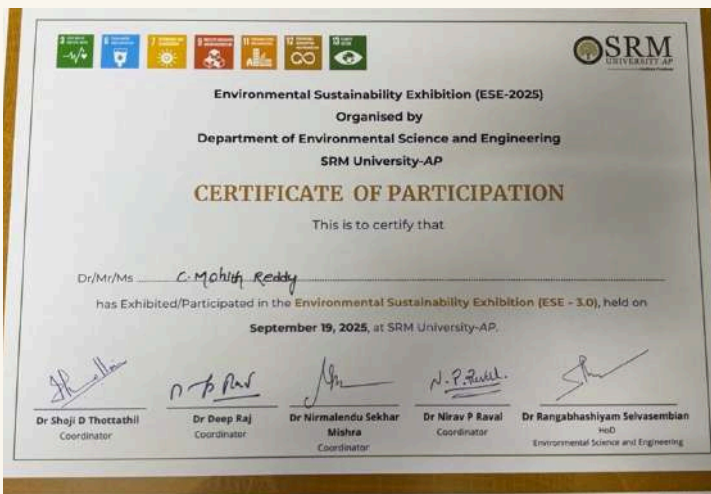 SRM
UNIVERSITY-AP
Environmental Sustainability Exhibition (ESE-2025)
Organised by
Department of Environmental Science and Engineering
SRM University-AP
CERTIFICATE OF PARTICIPATION
This is to certify that
Dr/Mr/Ms C. Mohith Reddy
has Exhibited/Participated in the Environmental Sustainability Exhibition (ESE - 3.0), held on
September 19, 2025, at SRM University-AP.
Dr Shoji D Thottathil
Coordinator
Dr Deep Raj
Coordinator
Dr Nirmalendu Sekhar
Mishra
Coordinator
Dr Nirav P Raval
Coordinator
Dr Rangabhashiyam Selvasembian
HoD
Environmental Science and Engineering